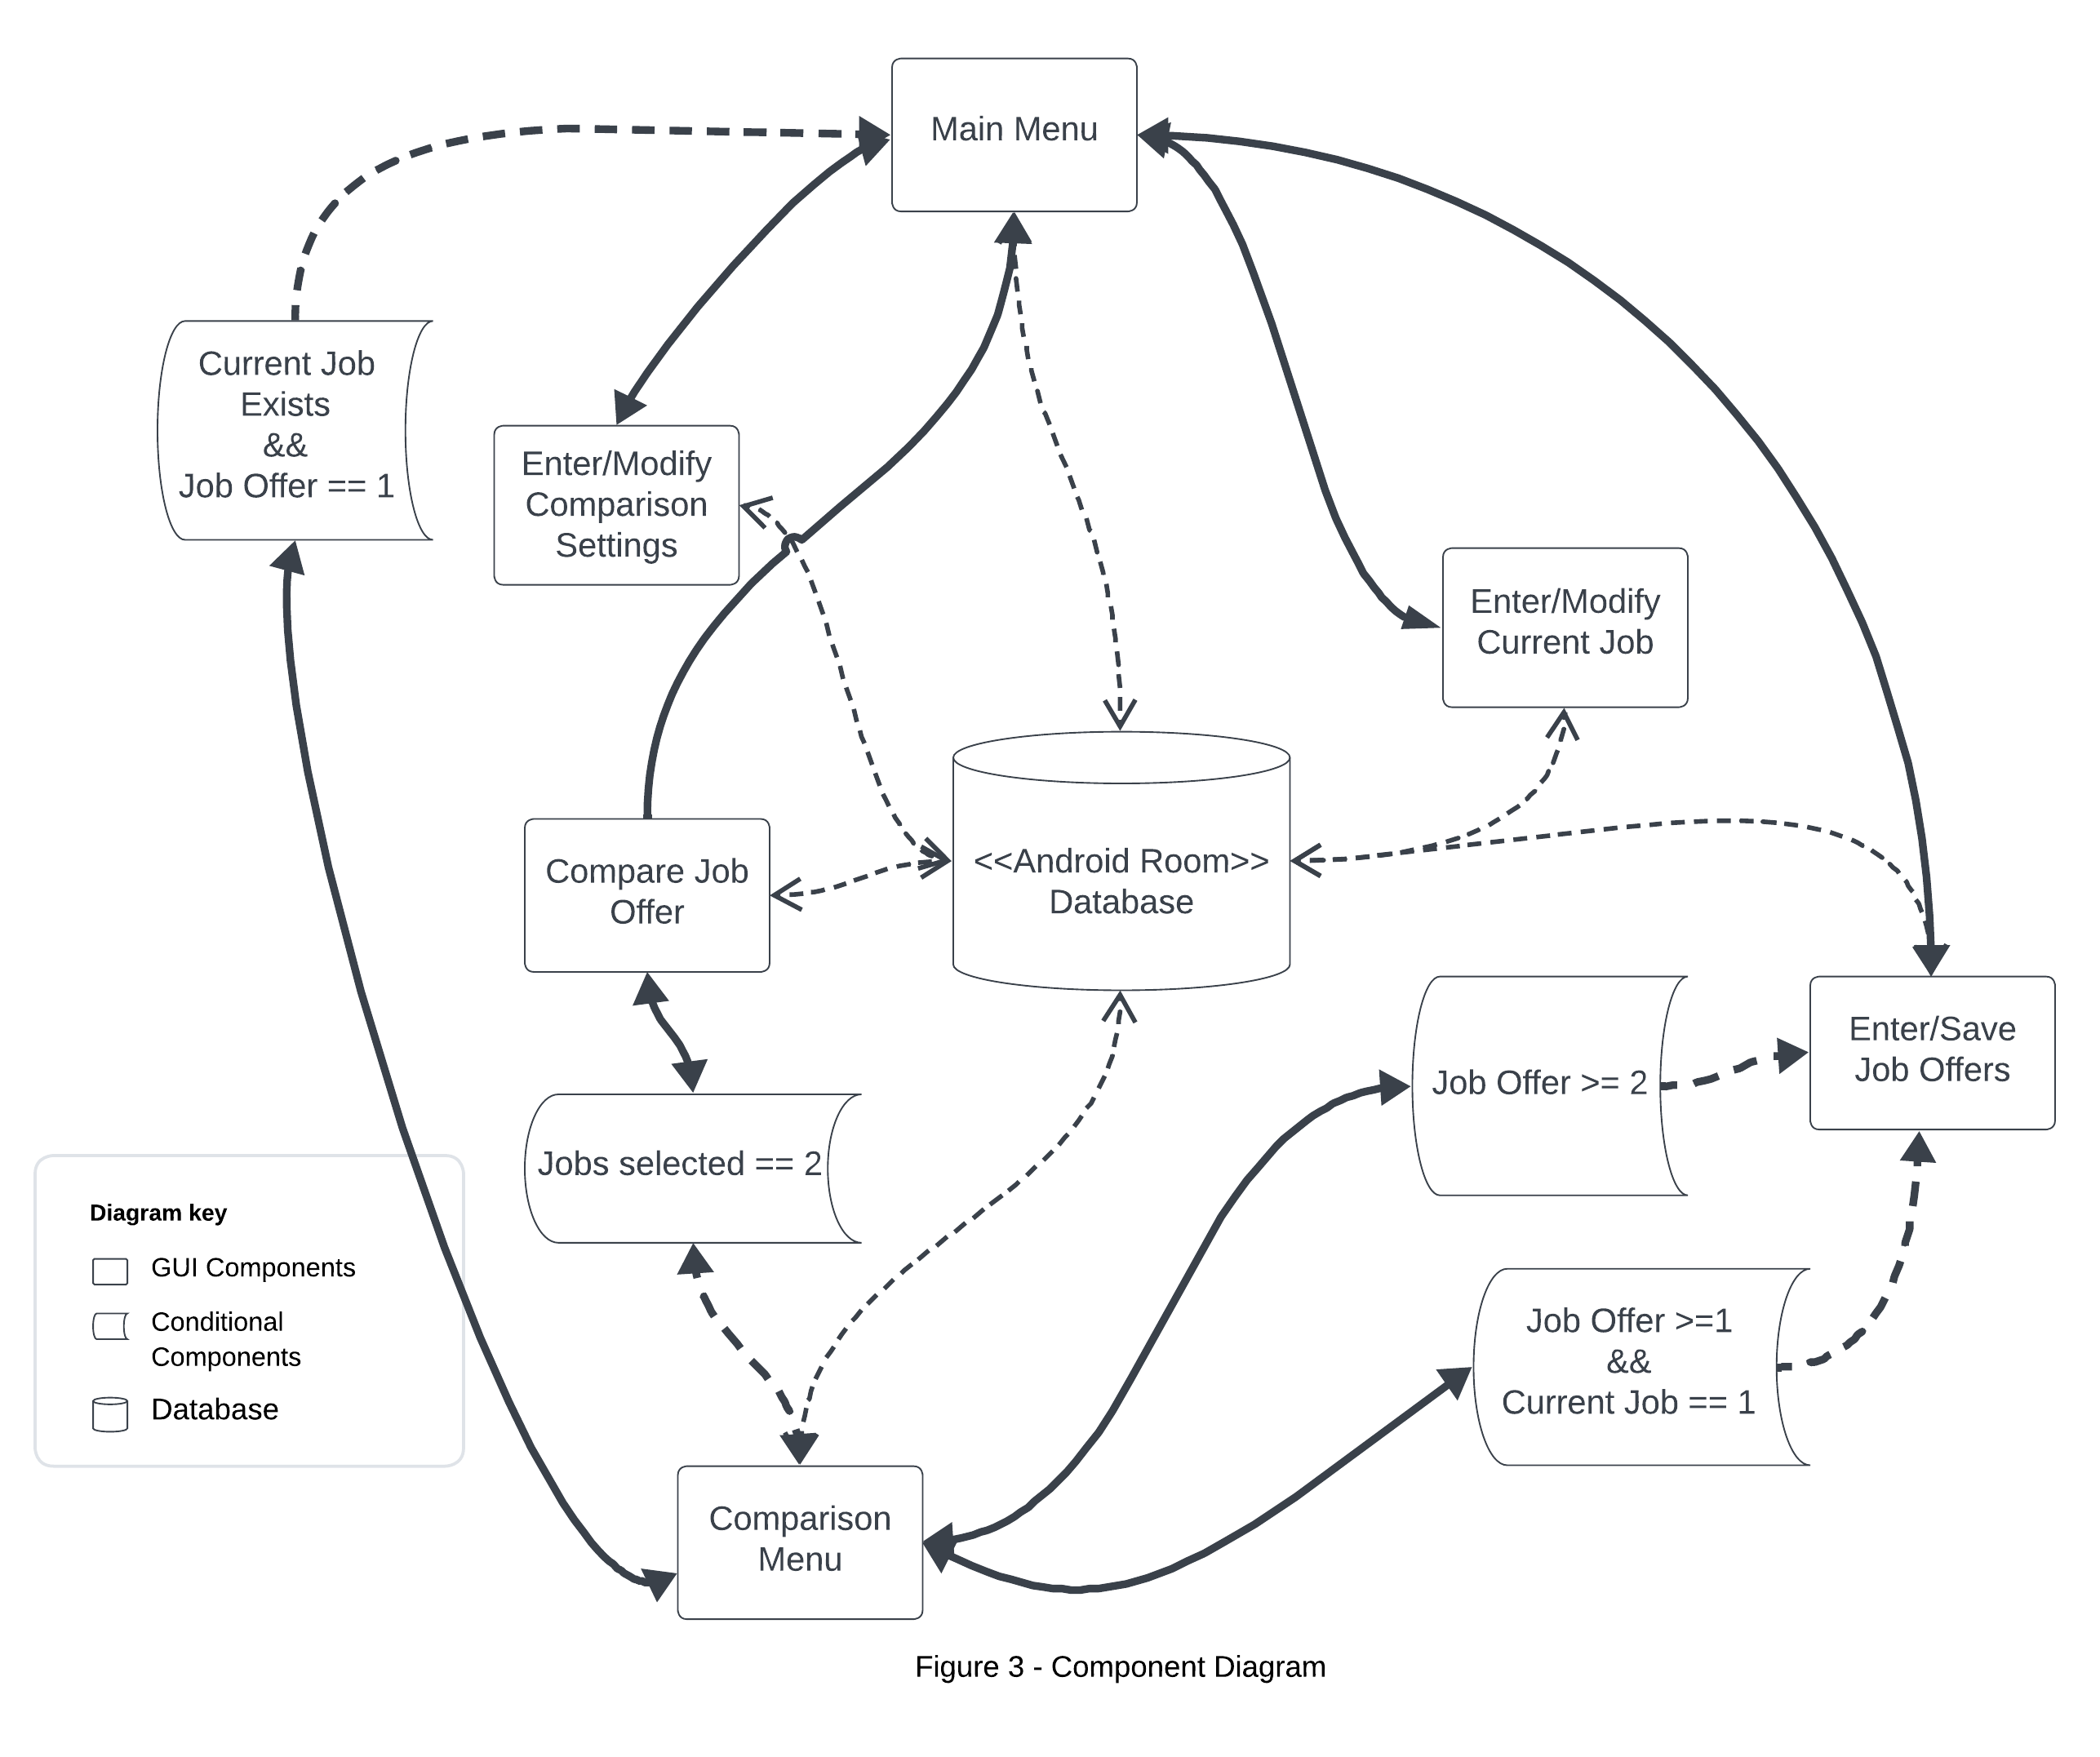 Main Menu
Current Job
Exists
&&
Job Offer == 1
Enter/Modify
Comparison
Settings
Enter/Modify
Current Job
Compare Job
Offer
<<Android Room>>
Database
Enter/Save
Job Offers
Job Offer >= 2
Jobs selected == 2
Diagram key
GUI Components
Conditional
Components
Database
Job Offer >=1
&&
Current Job == 1
Comparison
Menu
Figure 3 - Component Diagram